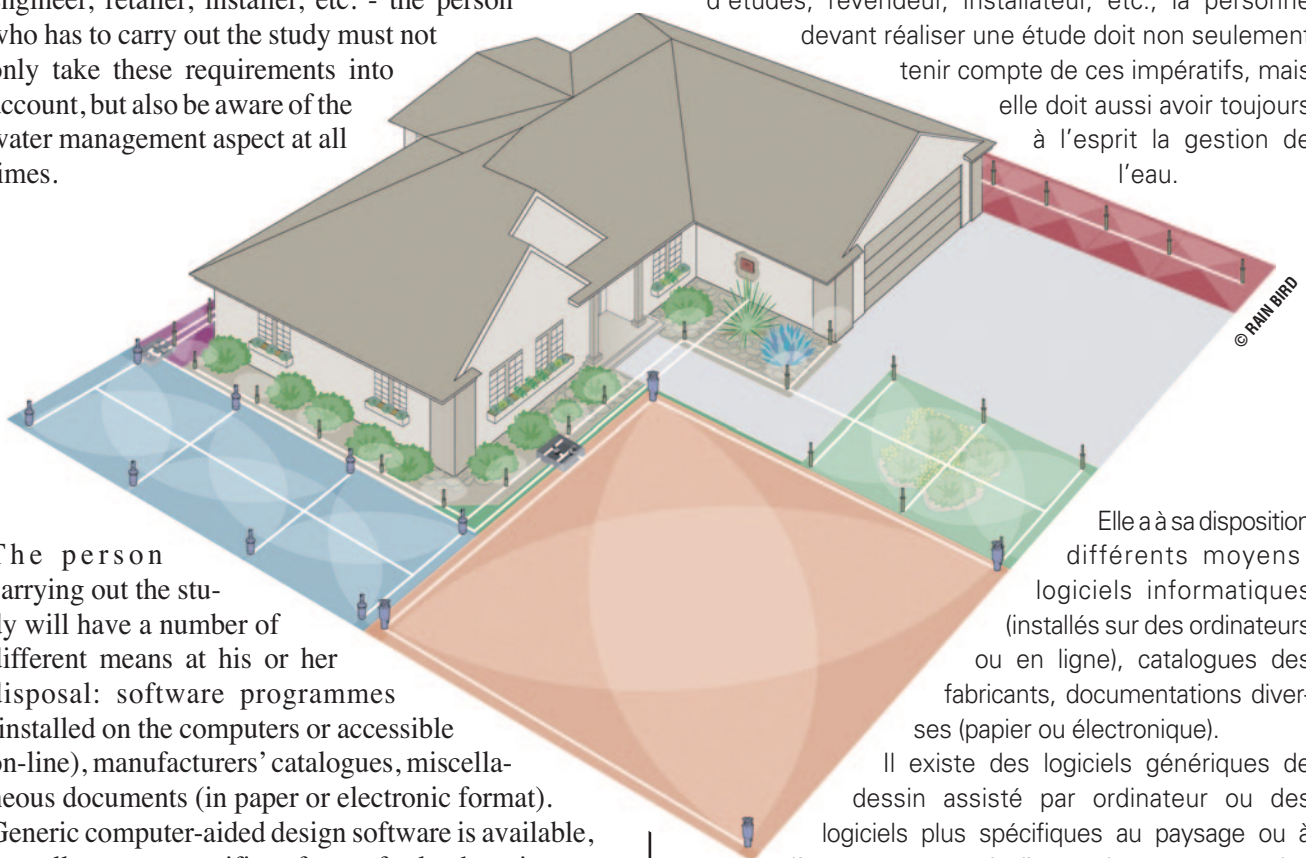 engineer, retailer, installer, etc. - the person
who has to carry out the study must not
only take these requirements into
account, but also be aware of the
water management aspect at all
times.
The person
carrying out the stu-
dy will have a number of
different means at his or her
disposal: software programmes
(installed on the computers or accessible
on-line), manufacturers' catalogues, miscella-
neous documents (in paper or electronic format).
Generic computer-aided design software is available,
d'études, revendeur, installateur, etc., la personne
devant réaliser une étude doit non seulement
tenir compte de ces impératifs, mais
elle doit aussi avoir toujours
à l'esprit la gestion de
l'eau.
© RAIN BIRD
Elle a à sa disposition
différents moyens
logiciels informatiques
(installés sur des ordinateurs
ou en ligne), catalogues des
fabricants, documentations diver-
ses (papier ou électronique).
Il existe des logiciels génériques de
dessin assisté par ordinateur ou des
logiciels plus spécifiques au paysage ou à